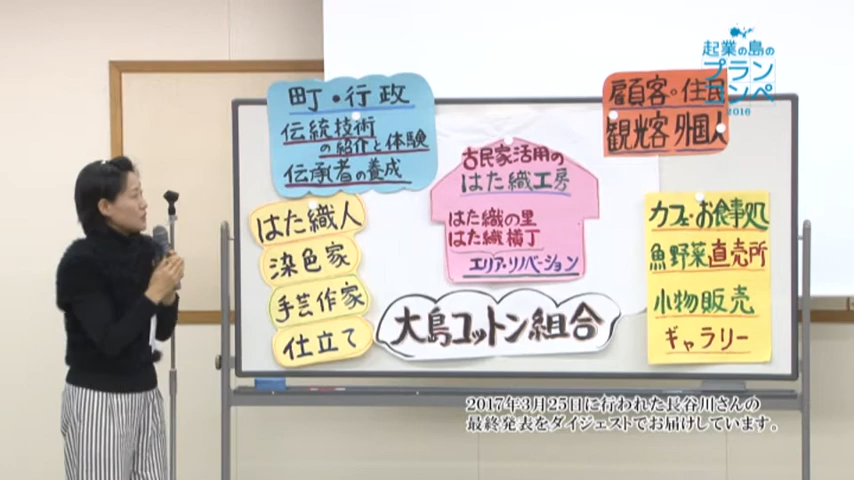 起業の島の
プラン
コンペ
2016
町・行政
伝統技術
の紹介と体験
伝承者の養成
顧客・住民
観光客外国人
古民家活用の
はた織工房
はた織の里
はた織横丁
エリア・リノベーション
はた織人
染色家
手芸作家
仕立て
カフェ・お食事処
魚野菜直売所
小物販売
ギャラリー
大島コットン組合
2017年3月25日に行われた長谷川さんの
最終発表をダイジェストでお届けしています。